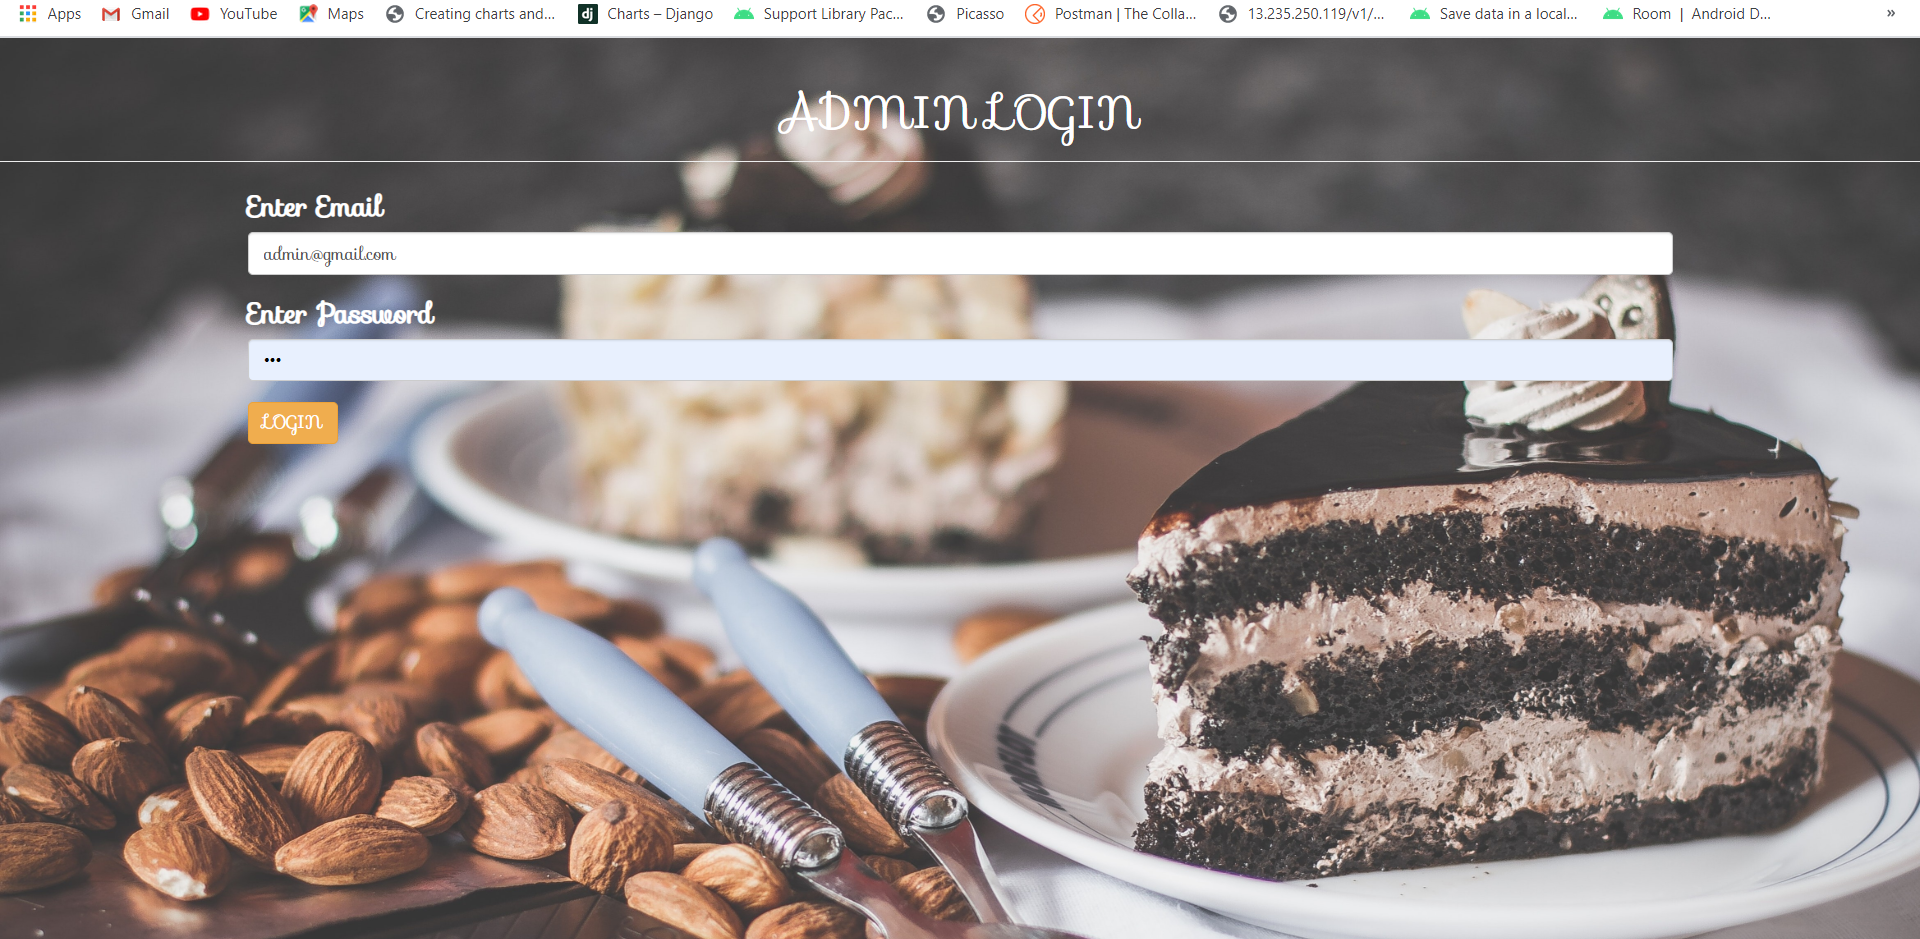 Apps Gmail YouTube Maps Creating charts and... Charts – Django Support Library Pac... Picasso Postman | The Colla... 13.235.250.119/v1/... Save data in a local... Room | Android D... »
ADMIN LOGIN
Enter Email
admin@gmail.com
Enter Password
•••
LOGIN